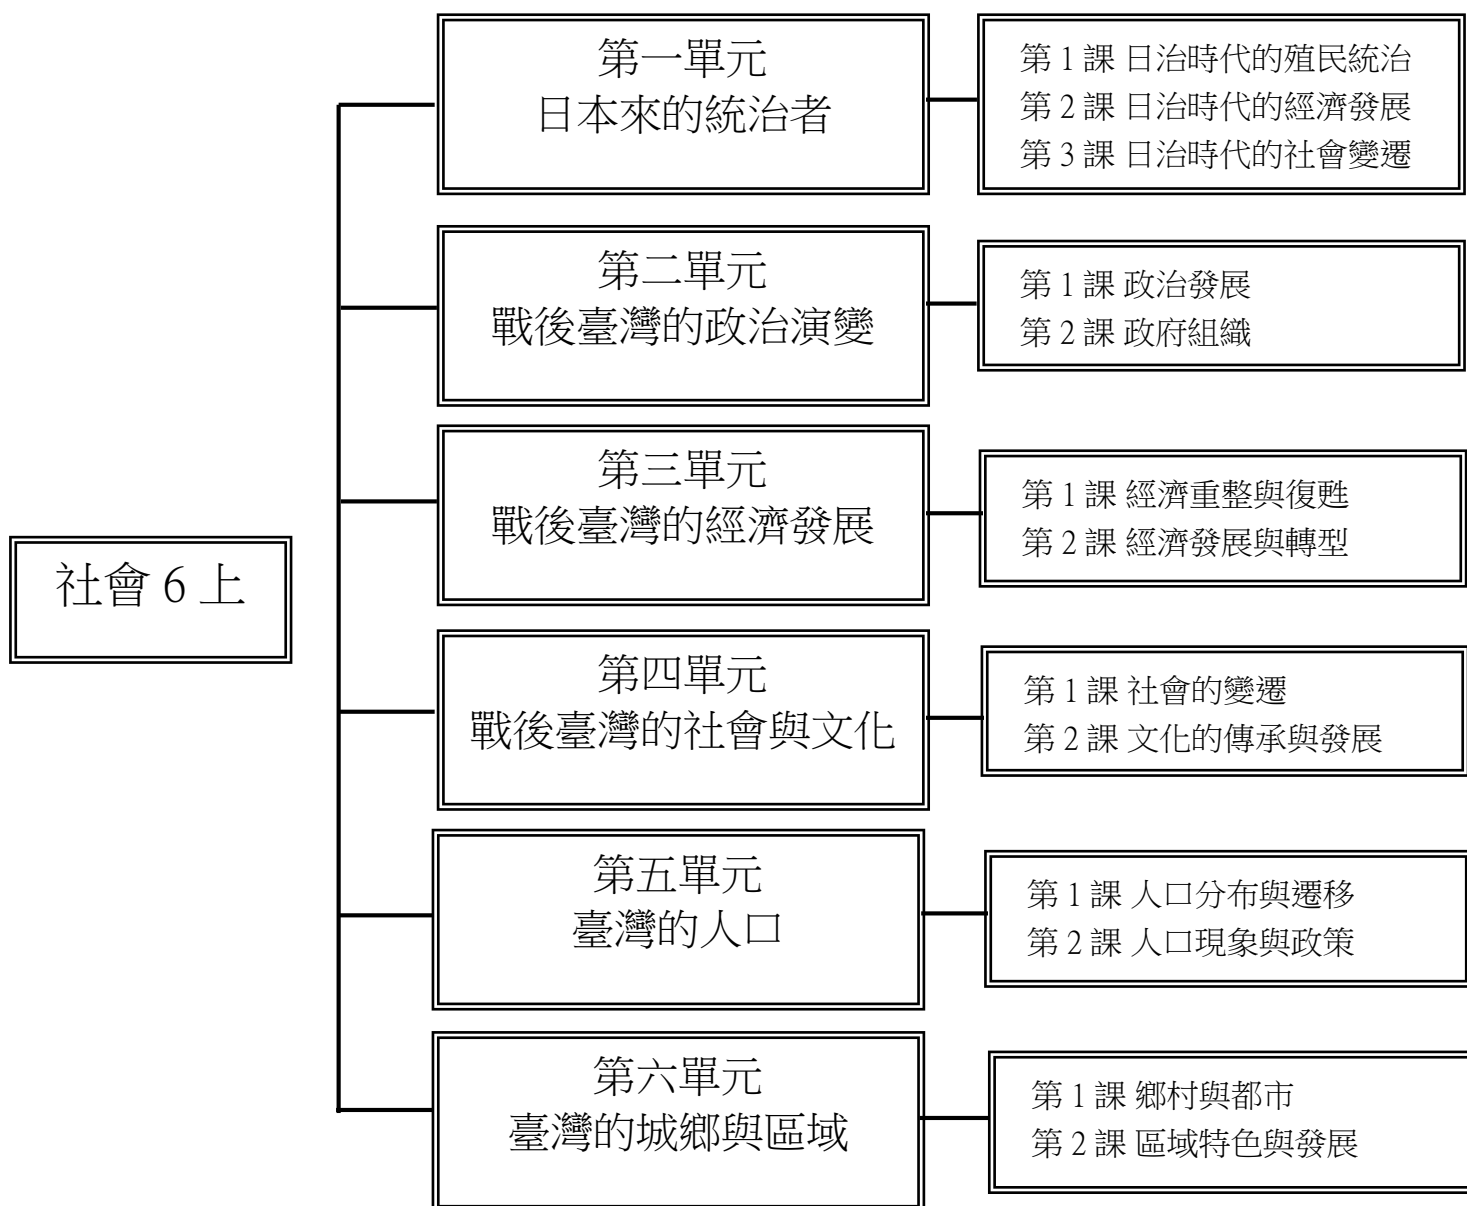 社會 6 上
第一單元
日本來的統治者
第 1 課 日治時代的殖民統治
第 2 課 日治時代的經濟發展
第 3 課 日治時代的社會變遷
第二單元
戰後臺灣的政治演變
第 1 課 政治發展
第 2 課 政府組織
第三單元
戰後臺灣的經濟發展
第 1 課 經濟重整與復甦
第 2 課 經濟發展與轉型
第四單元
戰後臺灣的社會與文化
第 1 課 社會的變遷
第 2 課 文化的傳承與發展
第五單元
臺灣的人口
第 1 課 人口分布與遷移
第 2 課 人口現象與政策
第六單元
臺灣的城鄉與區域
第 1 課 鄉村與都市
第 2 課 區域特色與發展